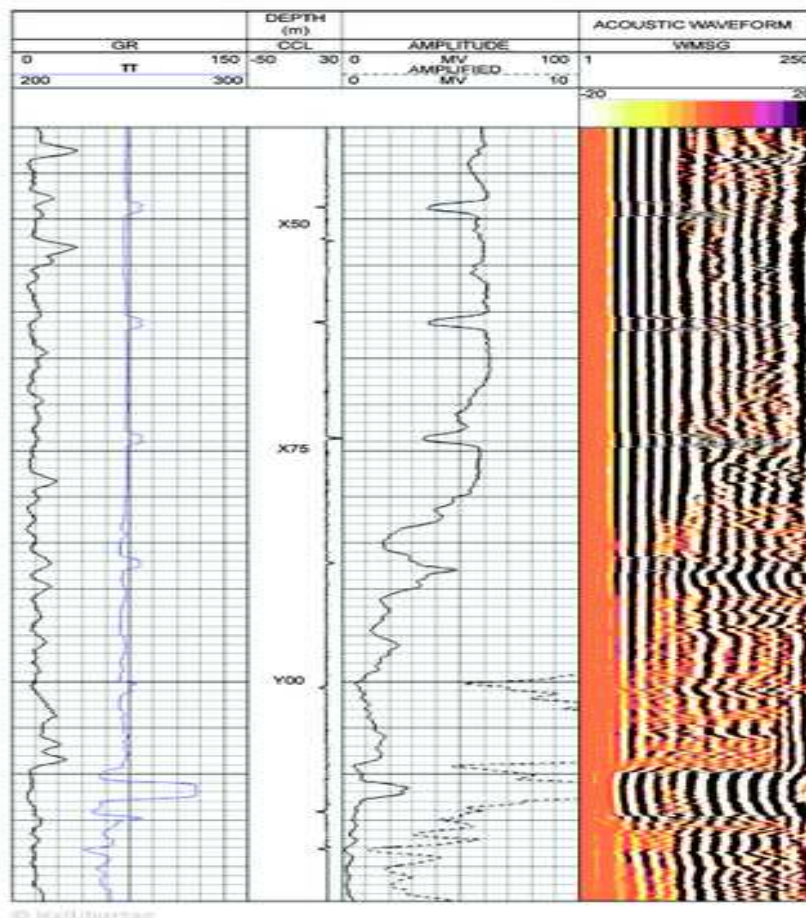 DEPTH
(m)
ACOUSTIC WAVEFORM
GR CCL AMPLITUDE WMSG
0 150 -50 30 0 MV 100 1 250
TT AMPLIFIED
200 300 0 MV 10
-20 20
X50
X75
Y00